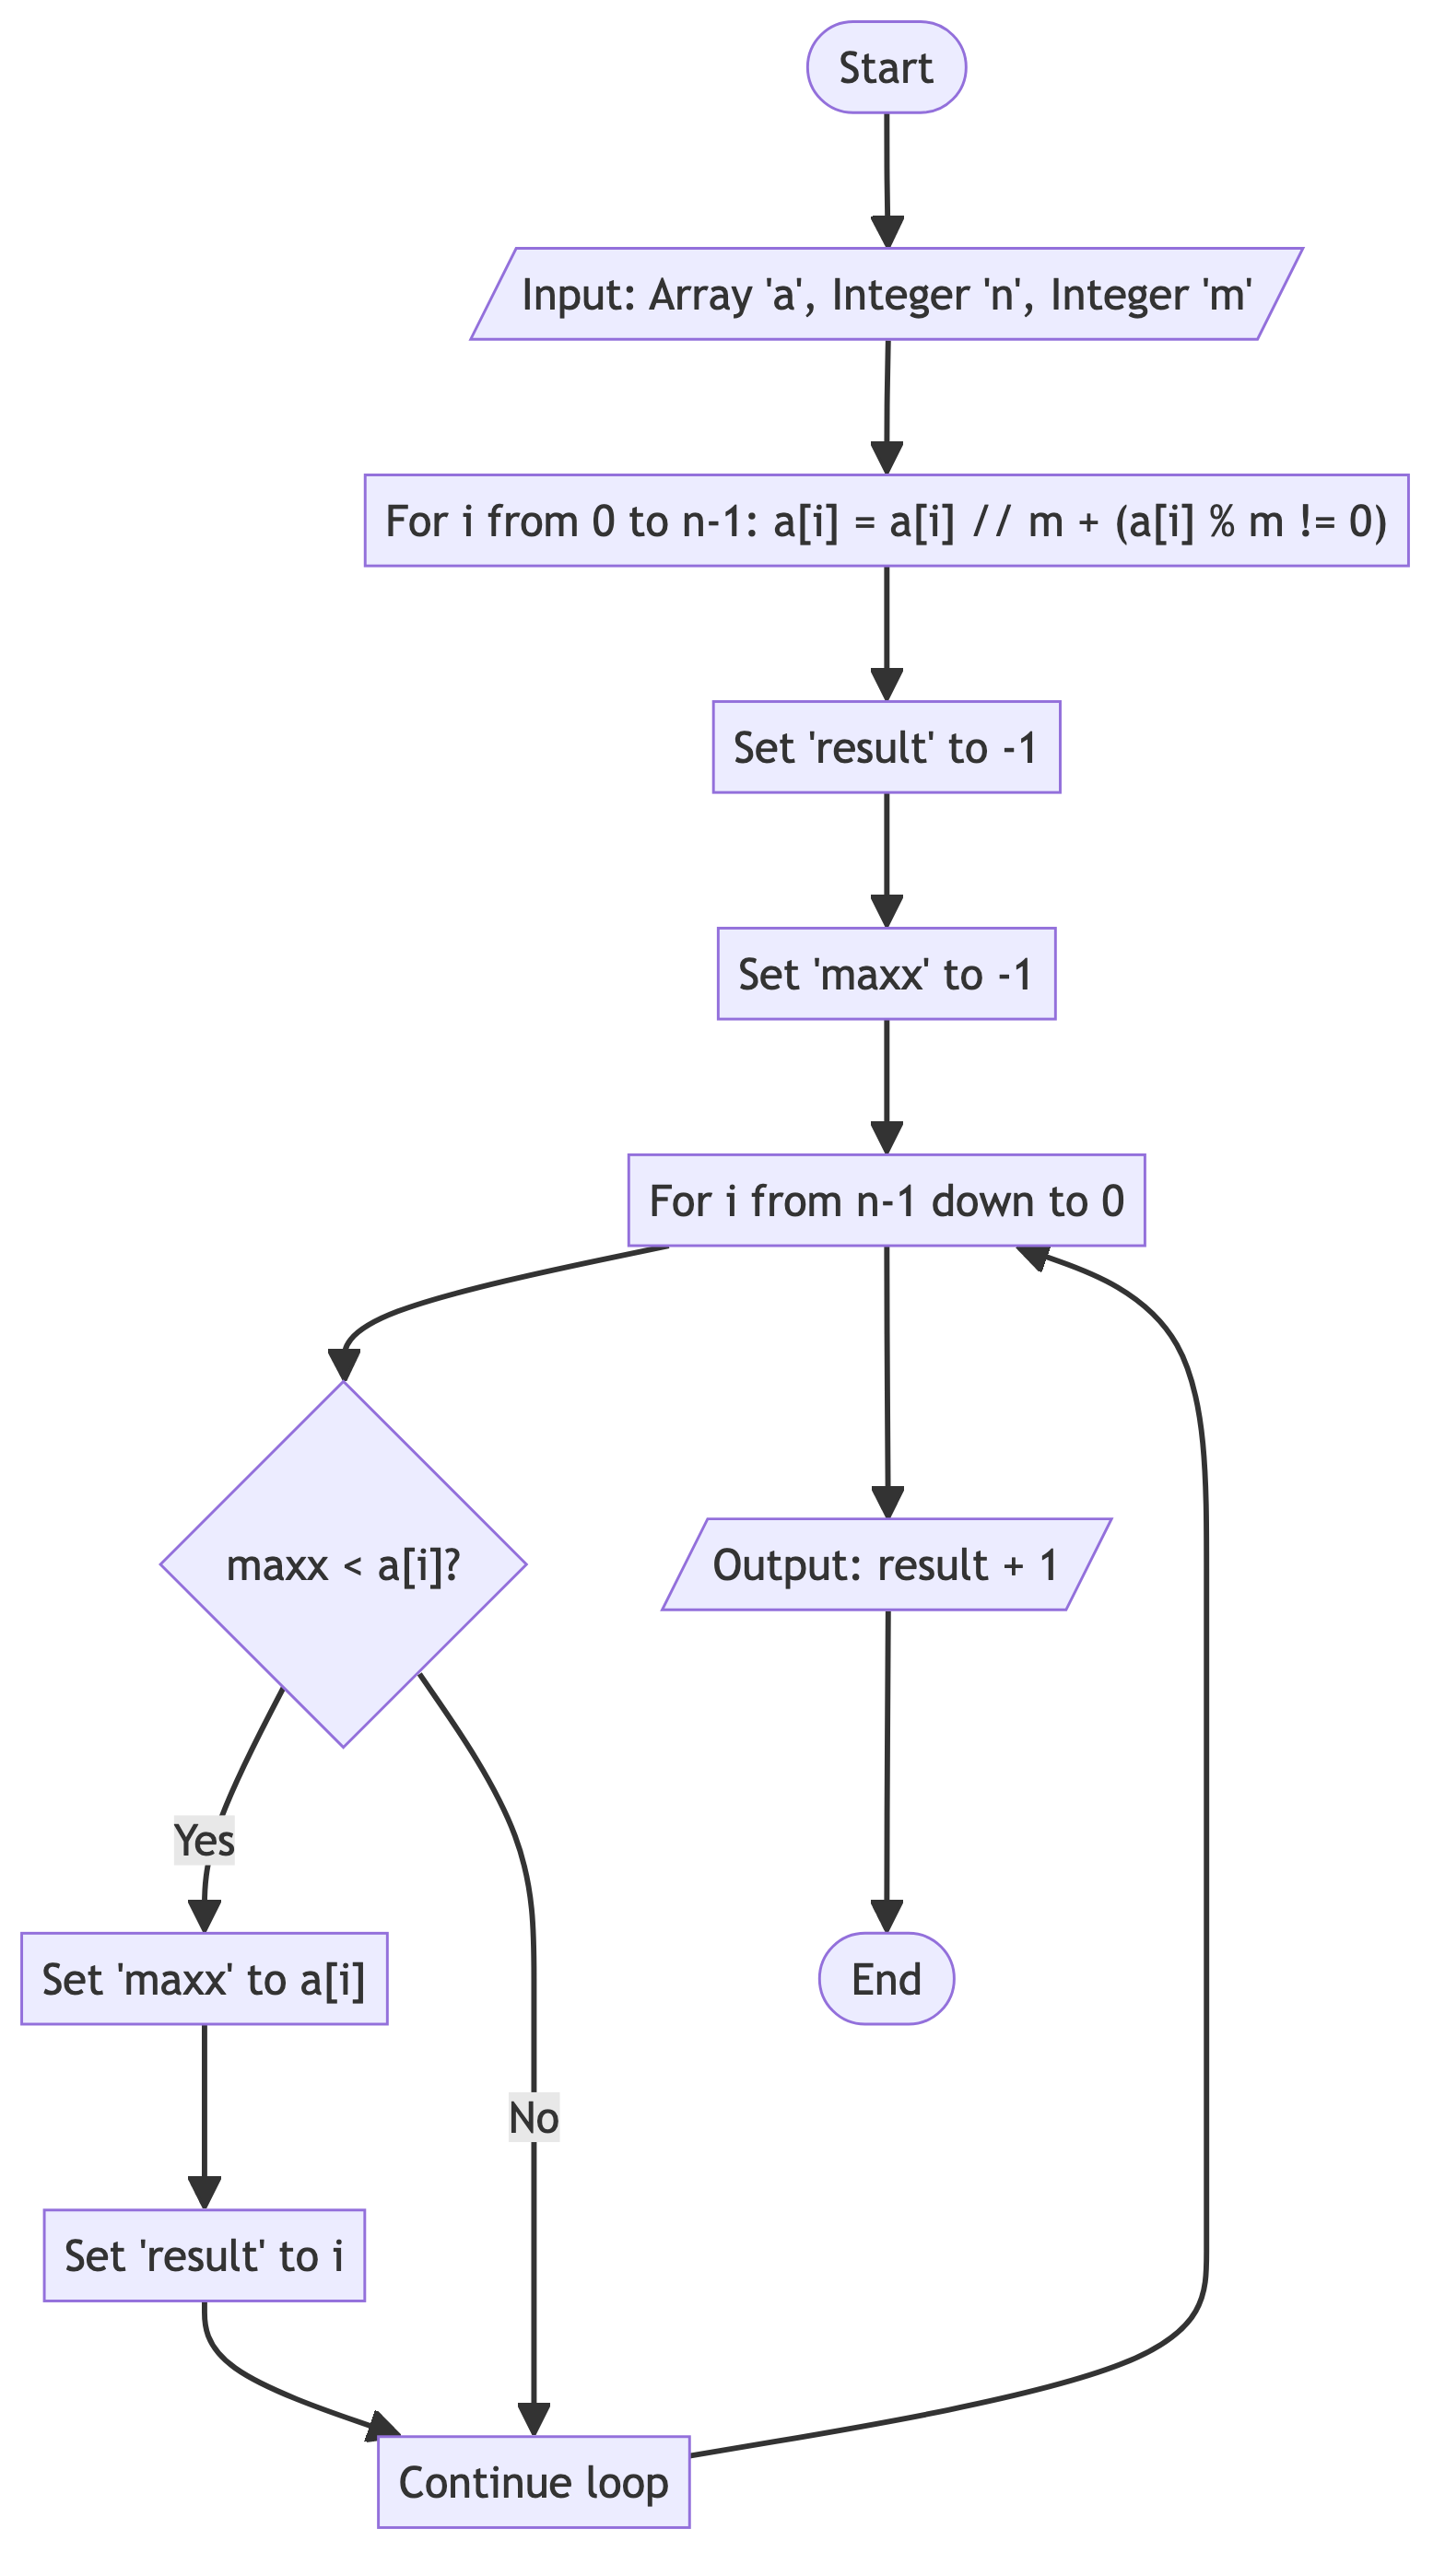 Start
Input: Array 'a', Integer 'n', Integer 'm'
For i from 0 to n-1: a[i] = a[i] // m + (a[i] % m != 0)
Set 'result' to -1
Set 'maxx' to -1
For i from n-1 down to 0
maxx < a[i]?
Output: result + 1
Yes
Set 'maxx' to a[i]
End
No
Set 'result' to i
Continue loop